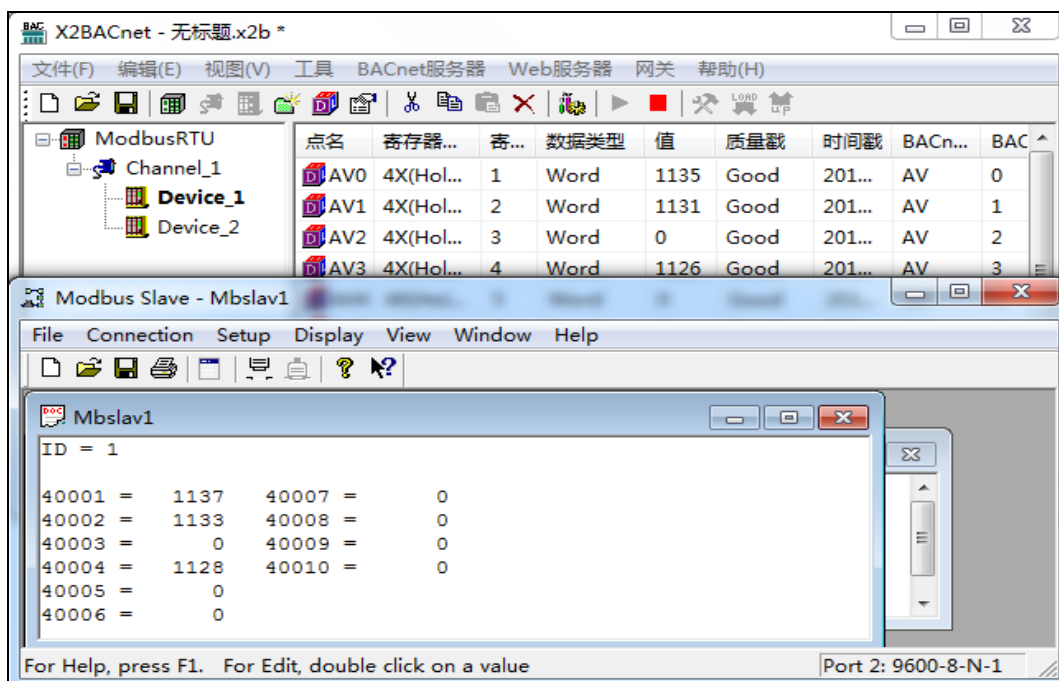 X2BACnet - 无标题.x2b *
文件(F) 编辑(E) 视图(V) 工具 BACnet服务器 Web服务器 网关 帮助(H)
ModbusRTU
Channel_1
Device_1
Device_2
点名 寄存器... 寄... 数据类型 值 质量戳 时间戳 BACn... BAC
AV0 4X(Hol... 1 Word 1135 Good 201... AV 0
AV1 4X(Hol... 2 Word 1131 Good 201... AV 1
AV2 4X(Hol... 3 Word 0 Good 201... AV 2
AV3 4X(Hol... 4 Word 1126 Good 201... AV 3
Modbus Slave - Mbslav1
File Connection Setup Display View Window Help
Mbslav1
ID = 1
40001 = 1137 40007 = 0
40002 = 1133 40008 = 0
40003 = 0 40009 = 0
40004 = 1128 40010 = 0
40005 = 0
40006 = 0
For Help, press F1. For Edit, double click on a value Port 2: 9600-8-N-1